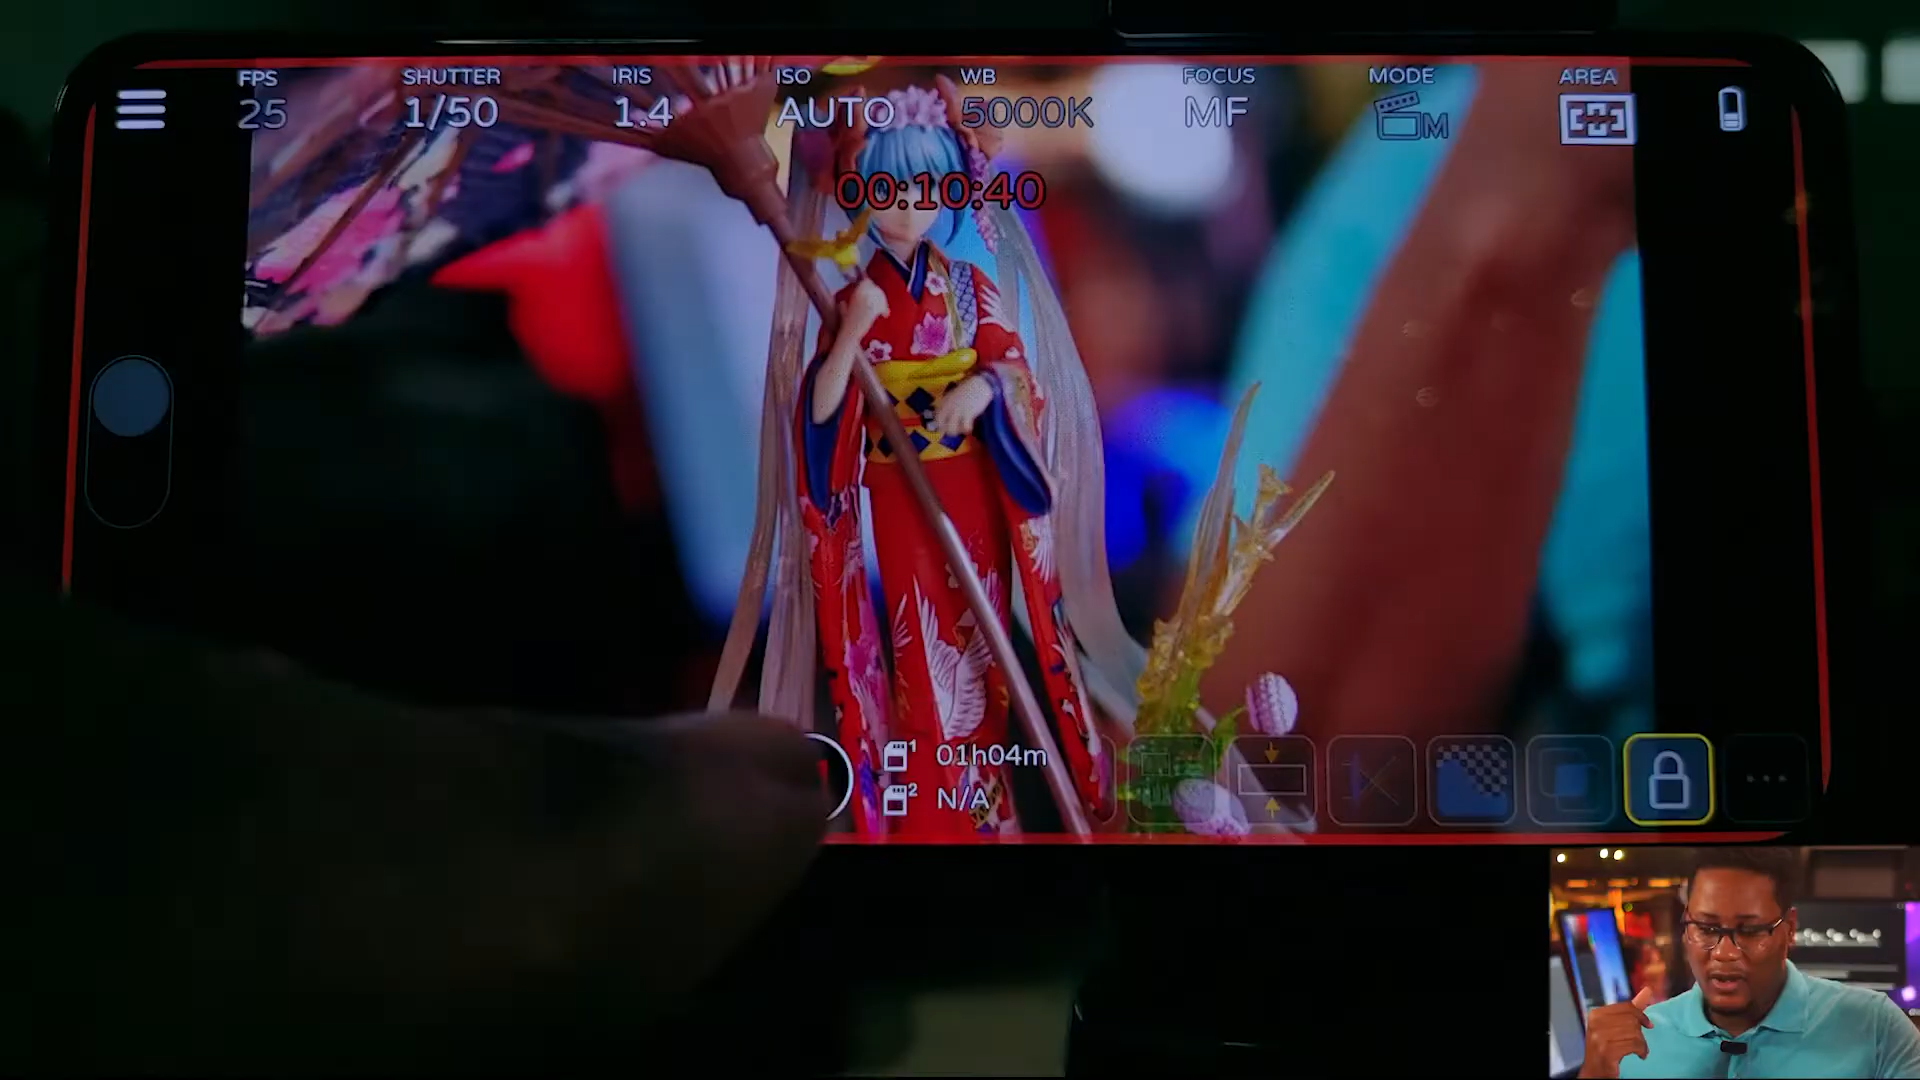 FPS SHUTTER IRIS ISO WB FOCUS MODE AREA
25 1/50 1.4 AUTO 5000K MF M
00:10:40
1 01h04m
2 N/A